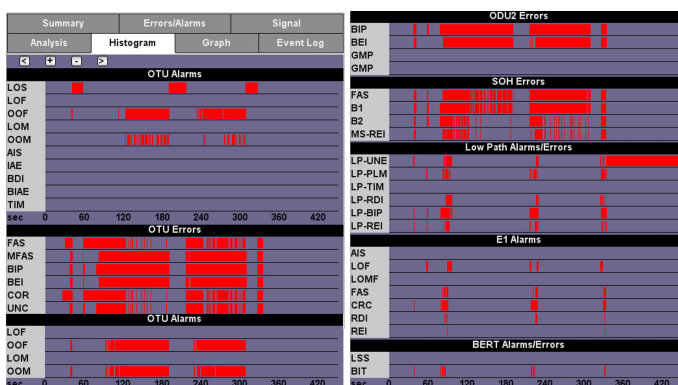 Summary
Errors/Alarms
Signal
Analysis
Histogram
Graph
Event Log
< + - >
OTU Alarms
LOS
LOF
OOF
LOM
OOM
AIS
IAE
BDI
BIAE
TIM
sec 0 60 120 180 240 300 360 420
OTU Errors
FAS
MFAS
BIP
BEI
COR
UNC
OTU Alarms
LOF
OOF
LOM
OOM
sec 0 60 120 180 240 300 360 420
ODU2 Errors
BIP
BEI
GMP
GMP
SOH Errors
FAS
B1
B2
MS-REI
Low Path Alarms/Errors
LP-UNE
LP-PLM
LP-TIM
LP-RDI
LP-BIP
LP-REI
E1 Alarms
AIS
LOF
LOMF
FAS
CRC
RDI
REI
BERT Alarms/Errors
LSS
BIT
sec 0 60 120 180 240 300 360 420